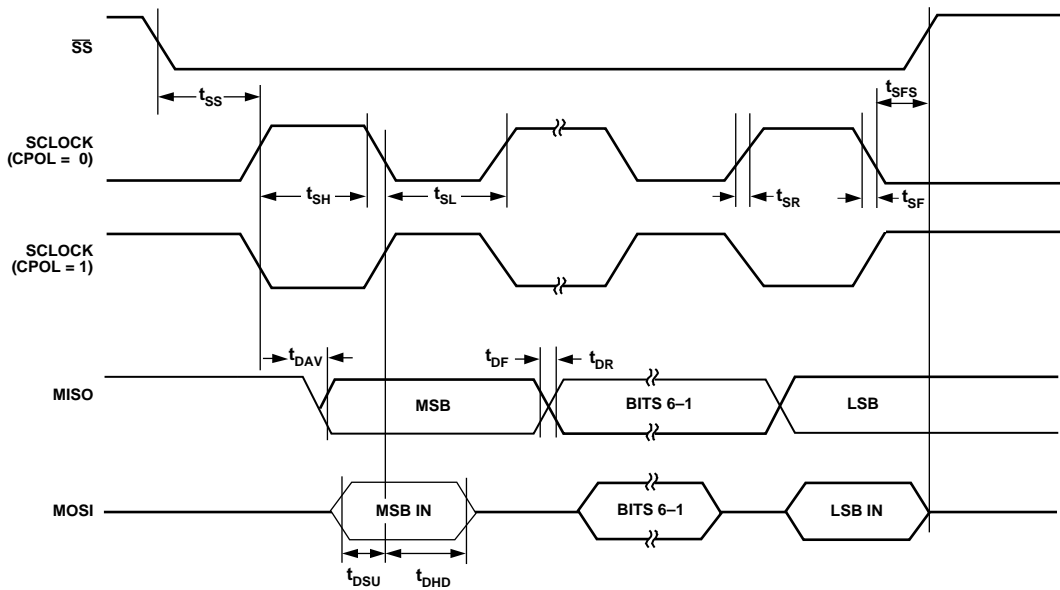 SS
tSS
tSFS
SCLOCK
(CPOL = 0)
tSH
tSL
tSR
tSF
SCLOCK
(CPOL = 1)
tDAV
tDF
tDR
MISO
MSB
BITS 6–1
LSB
MOSI
MSB IN
BITS 6–1
LSB IN
tDSU
tDHD